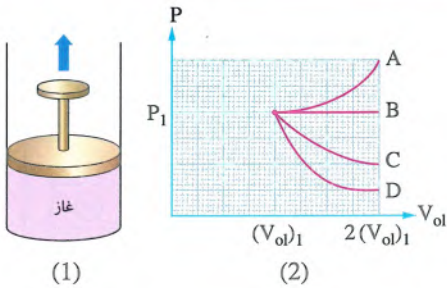 غاز
(1)
P
P₁
A
B
C
D
(V_ol)₁
2 (V_ol)₁
V_ol
(2)